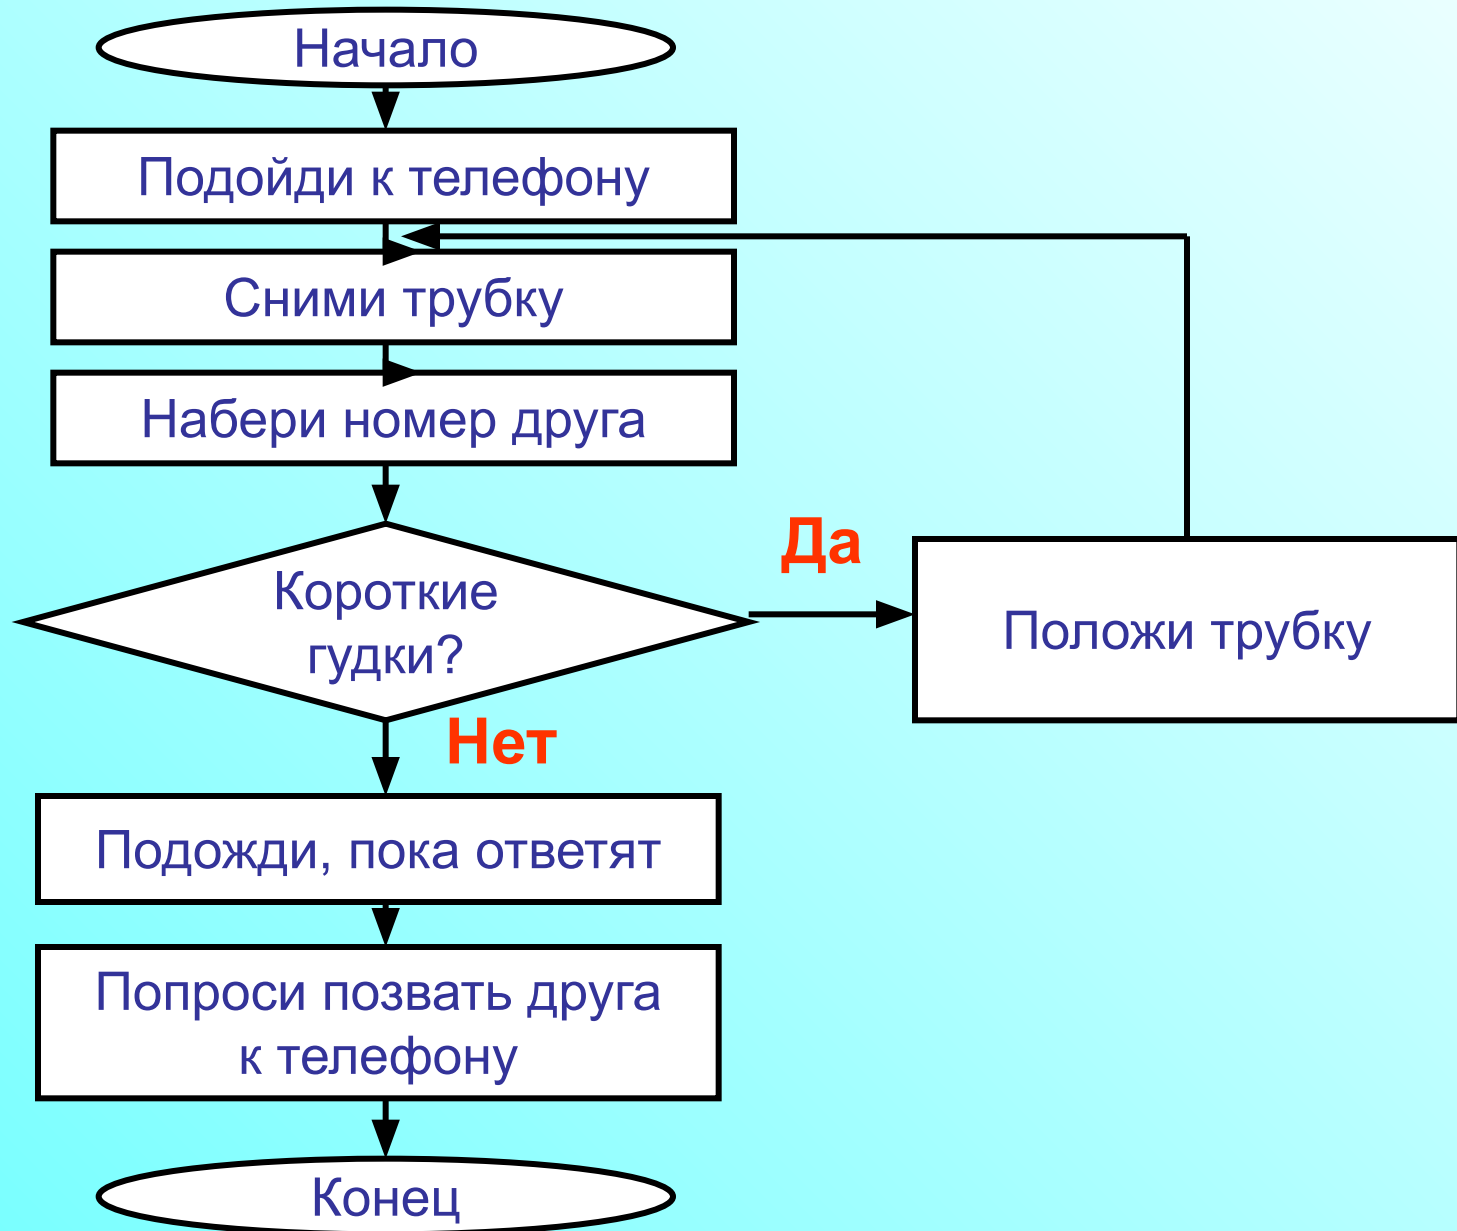 Начало
Подойди к телефону
Сними трубку
Набери номер друга
Короткие
гудки?
Да
Положи трубку
Нет
Подожди, пока ответят
Попроси позвать друга
к телефону
Конец